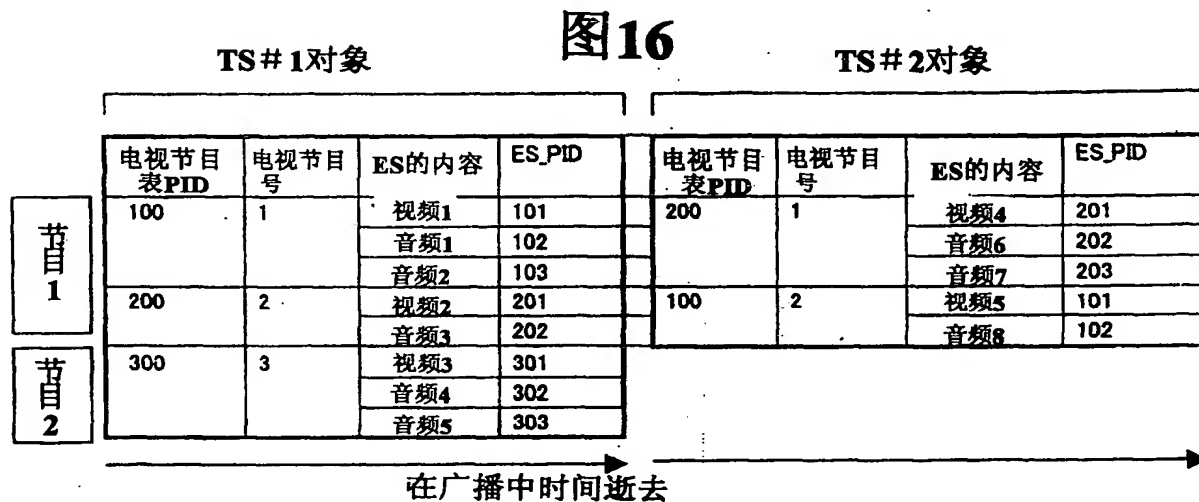 图16
TS#1对象
TS#2对象
电视节目表PID 电视节目号 ES的内容 ES_PID 电视节目表PID 电视节目号 ES的内容 ES_PID
节目1
100 1 视频1 101 200 1 视频4 201
音频1 102 音频6 202
音频2 103 音频7 203
200 2 视频2 201 100 2 视频5 101
音频3 202 音频8 102
节目2
300 3 视频3 301
音频4 302
音频5 303
在广播中时间逝去